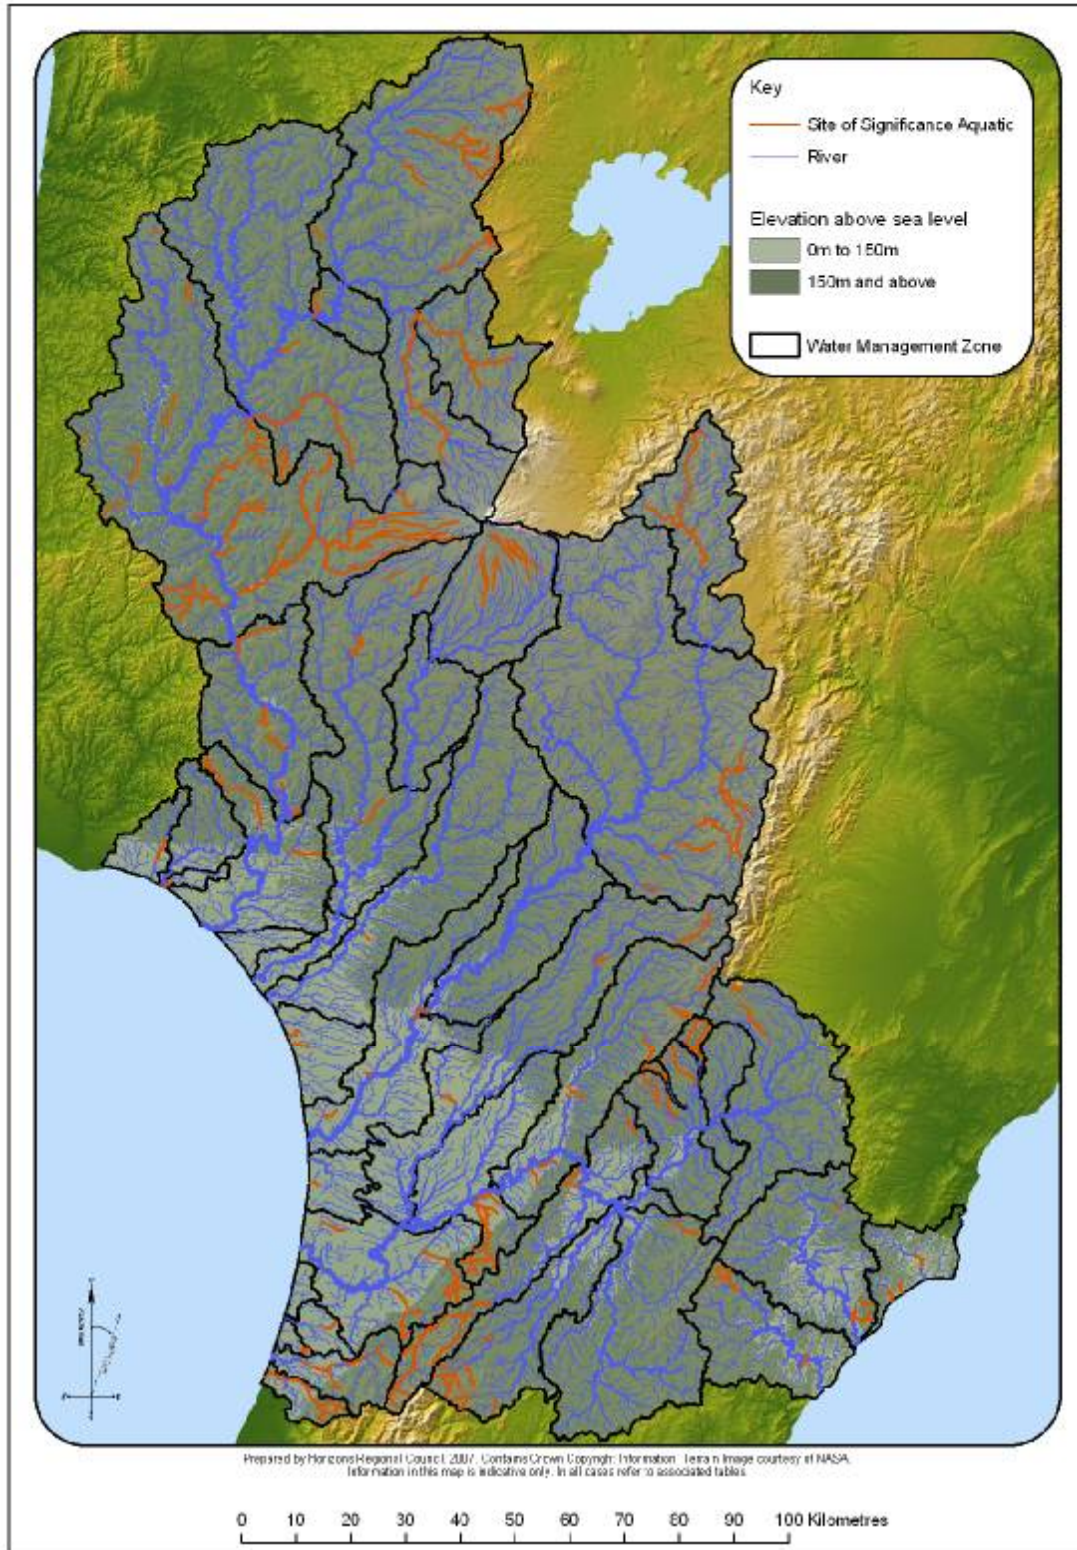 Key
Site of Significance Aquatic
River
Elevation above sea level
0m to 150m
150m and above
Water Management Zone
Prepared by Horizons Regional Council, 2007. Contains Crown Copyright Information. Terrain Image courtesy of NASA.
Information in this map is indicative only. In all cases refer to associated tables.
0 10 20 30 40 50 60 70 80 90 100 Kilometres